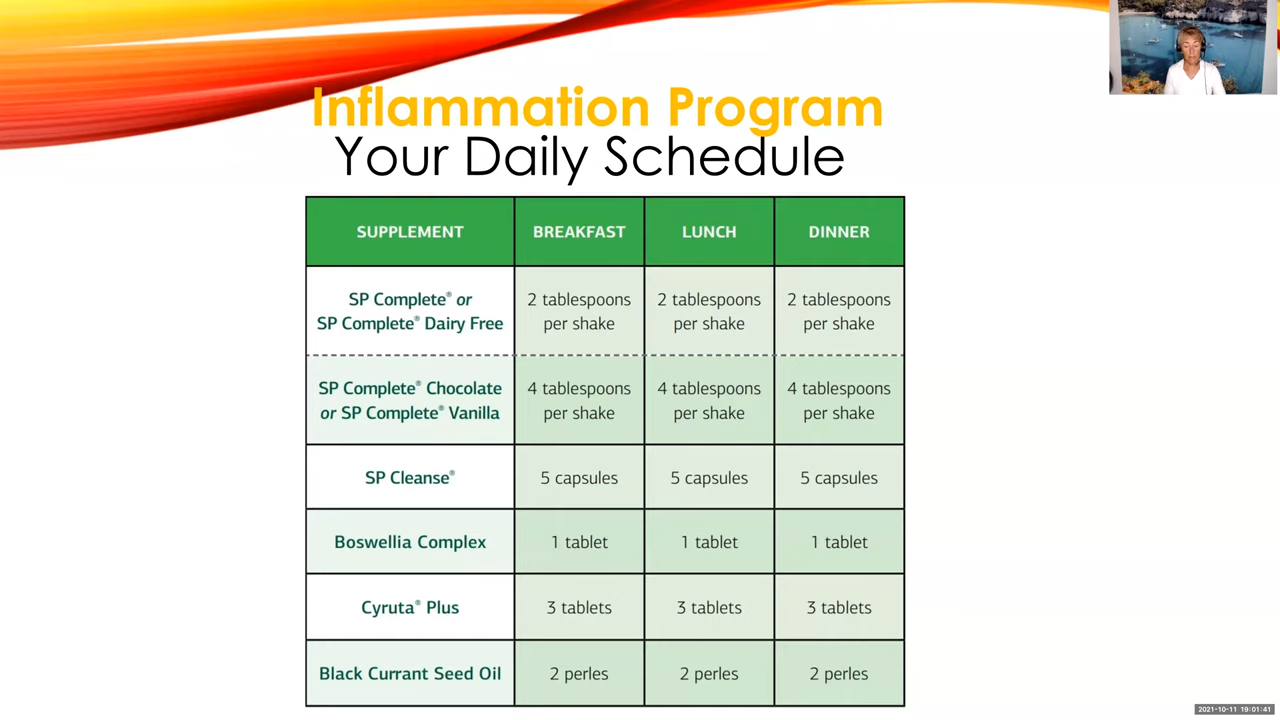 Inflammation Program
Your Daily Schedule
SUPPLEMENT BREAKFAST LUNCH DINNER
SP Complete® or
SP Complete® Dairy Free
2 tablespoons
per shake
2 tablespoons
per shake
2 tablespoons
per shake
SP Complete® Chocolate
or SP Complete® Vanilla
4 tablespoons
per shake
4 tablespoons
per shake
4 tablespoons
per shake
SP Cleanse® 5 capsules 5 capsules 5 capsules
Boswellia Complex 1 tablet 1 tablet 1 tablet
Cyruta® Plus 3 tablets 3 tablets 3 tablets
Black Currant Seed Oil 2 perles 2 perles 2 perles
2021-10-11 19:01:41